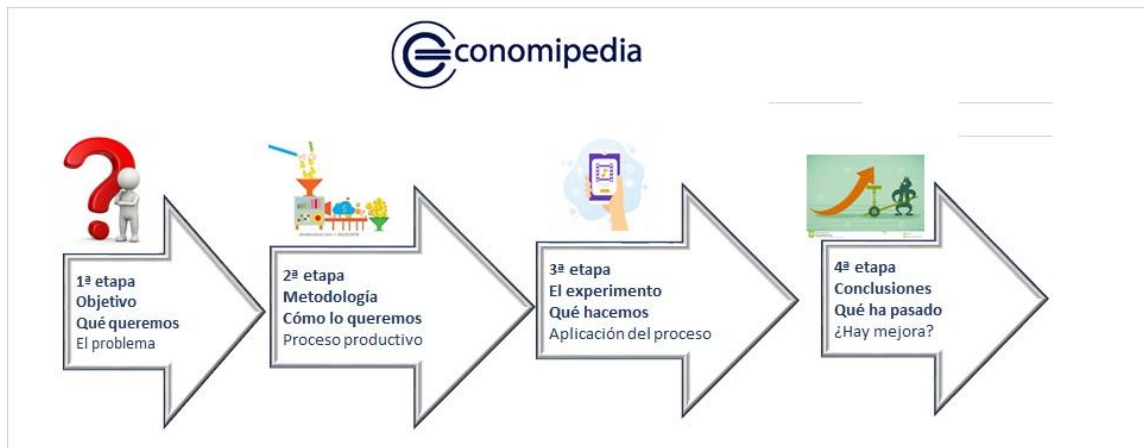 economipedia
1ª etapa
Objetivo
Qué queremos
El problema
2ª etapa
Metodología
Cómo lo queremos
Proceso productivo
3ª etapa
El experimento
Qué hacemos
Aplicación del proceso
4ª etapa
Conclusiones
Qué ha pasado
¿Hay mejora?